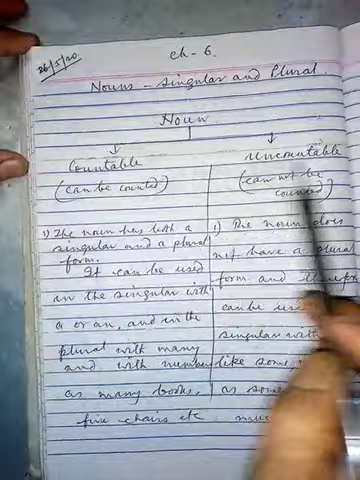 26/5/20
Ch - 6.
Nouns - Singular and Plural.
Noun
Countable
(can be counted)
1) The noun has both a
singular and a plural
form.
It can be used
in the singular with
a or an, and in the
plural with many
and with number
as many books,
five chairs etc
Uncountable
(can not be
counted)
1) The noun does
not have a plural
form and
can be
singular with
like some,
as some